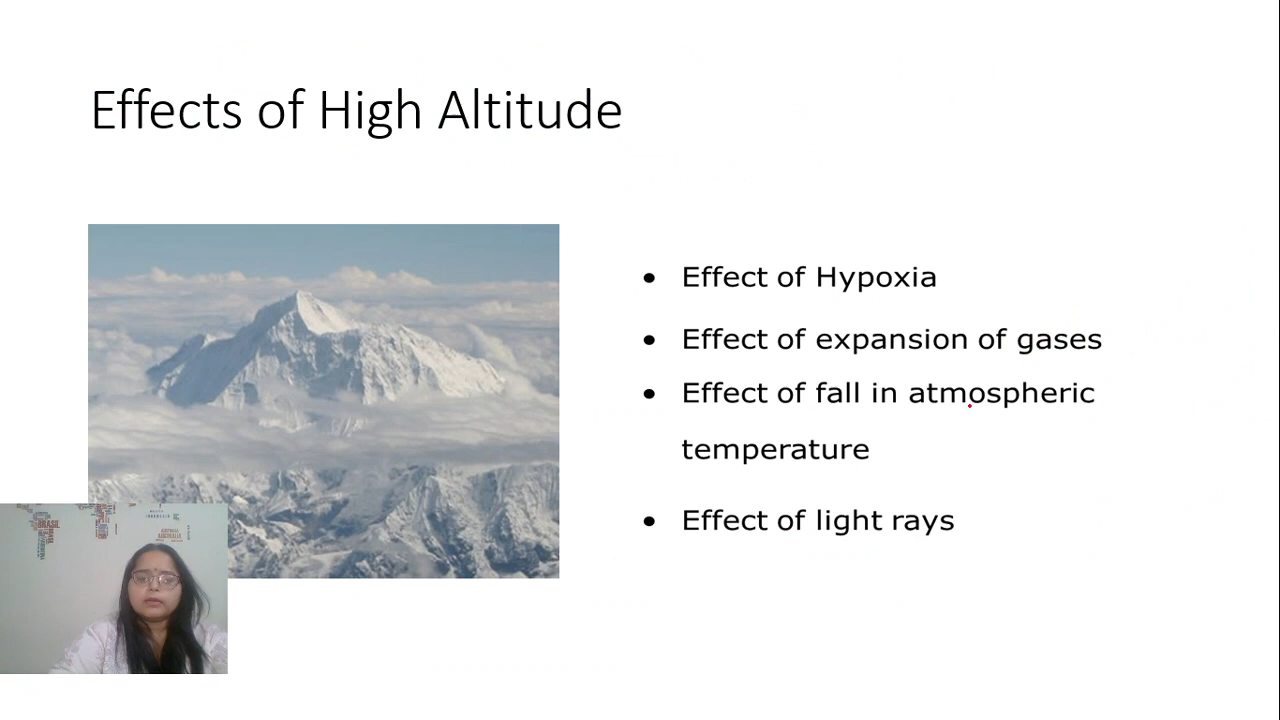 Effects of High Altitude
• Effect of Hypoxia
• Effect of expansion of gases
• Effect of fall in atmospheric
temperature
• Effect of light rays
BRASIL